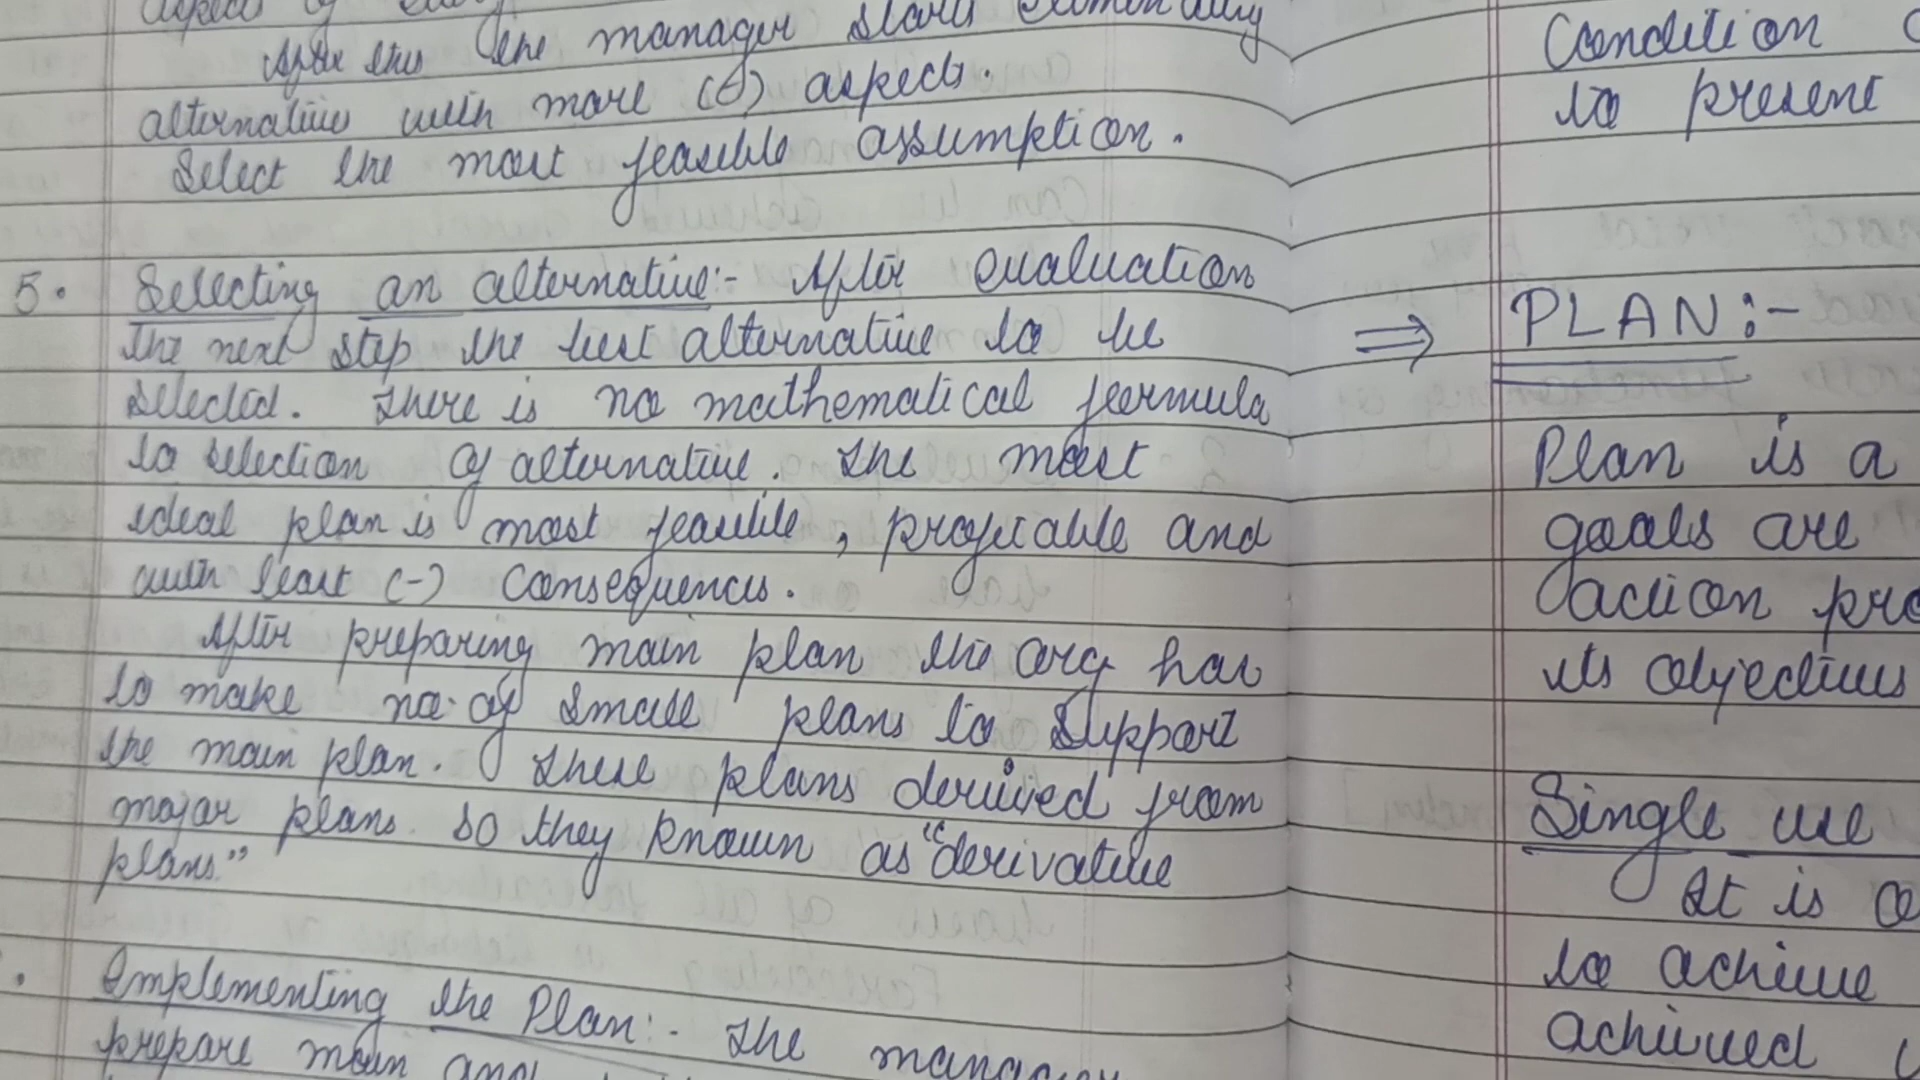 After this the manager starts eliminating
alternative with more (-) aspects.
Select the most feasible assumption.
5. Selecting an alternative:- After evaluation
the next step the best alternative to be
selected. There is no mathematical formula
to selection of alternative. The most
ideal plan is most feasible, profitable and
with least (-) consequences.
After preparing main plan the org has
to make no. of small plans to support
the main plan. These plans derived from
major plans so they known as "derivative
plans"
Implementing the Plan:- The manager
prepare main and
Condition
to present
⇒ PLAN:-
Plan is a
goals are
action pro
its objectives
Single use
It is a
to achieve
achieved